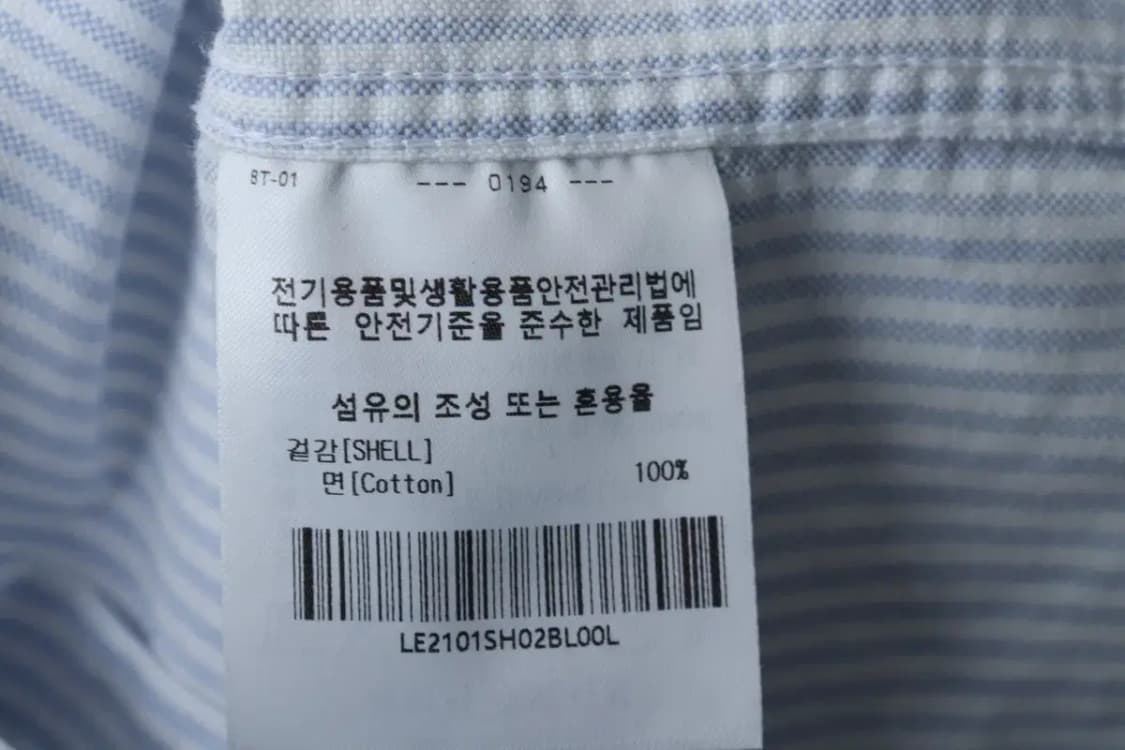 BT-01 --- 0194 ---
전기용품및생활용품안전관리법에
따른 안전기준을 준수한 제품임
섬유의 조성 또는 혼용율
겉감[SHELL]
면[Cotton] 100%
LE2101SH02BL00L